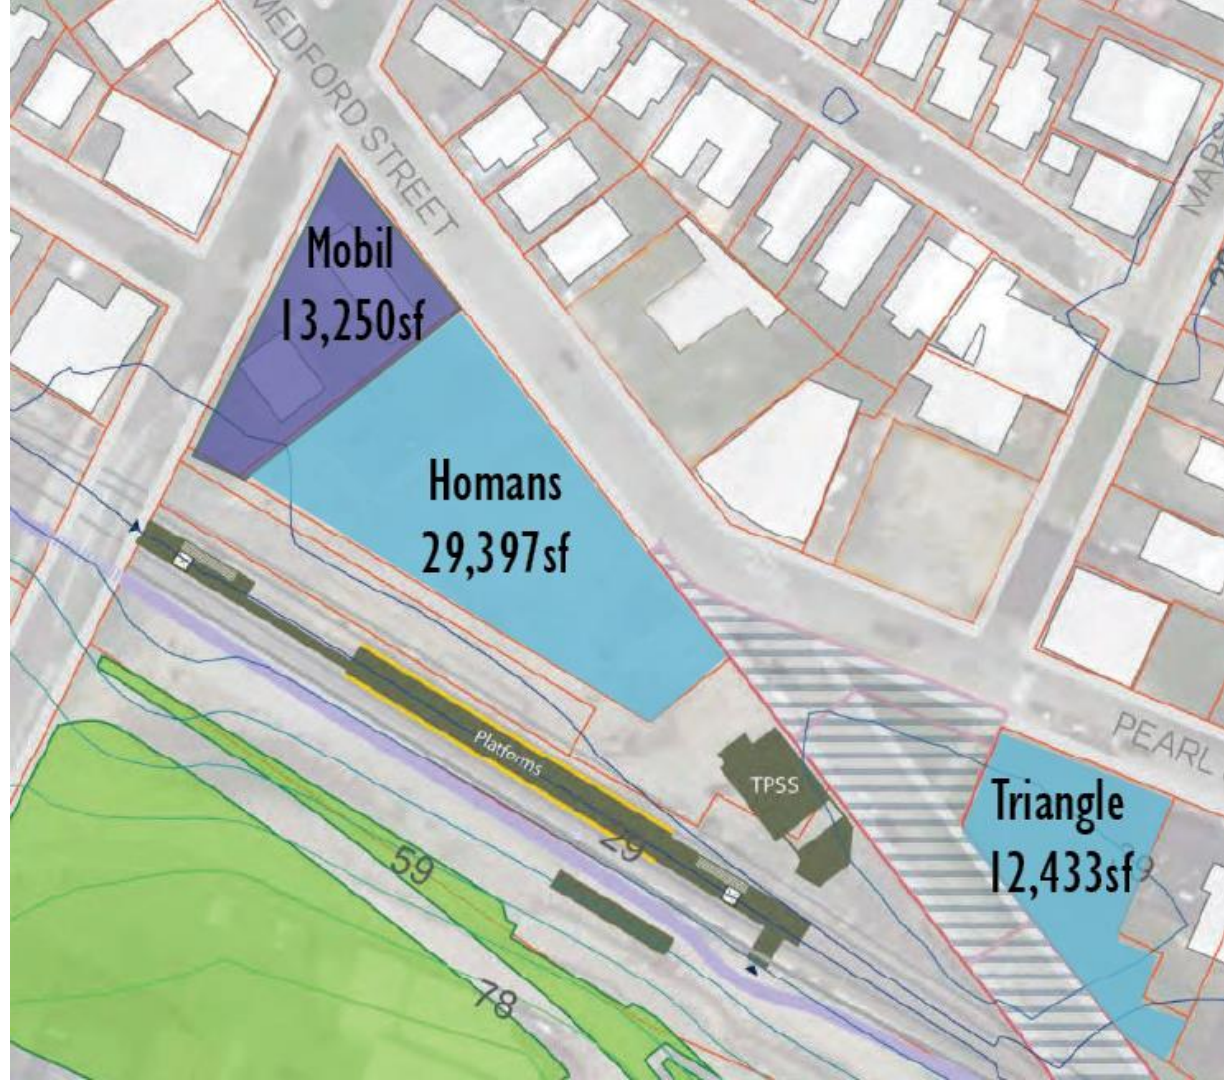 MEDFORD STREET
Mobil
13,250sf
Homans
29,397sf
Platforms
TPSS
PEARL
Triangle
12,433sf
29
59
78